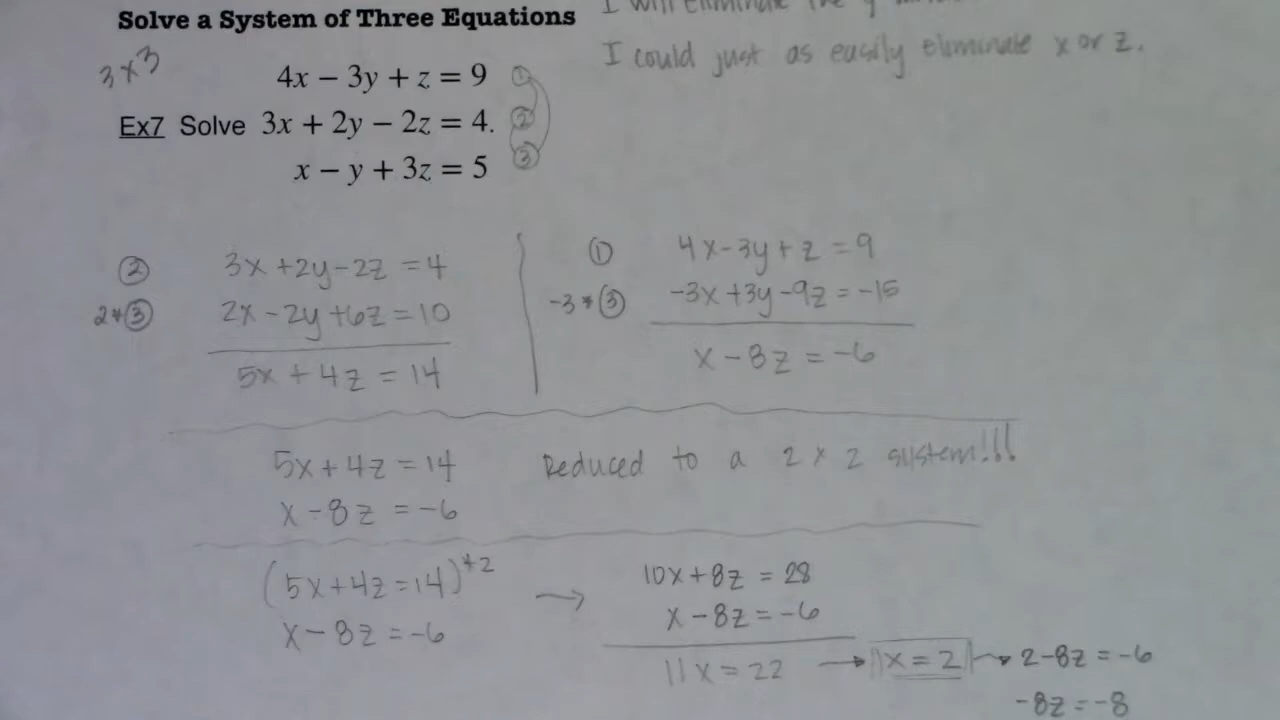 Solve a System of Three Equations
I will eliminate the y
I could just as easily eliminate x or z.
3x3
4x − 3y + z = 9 ①
Ex7 Solve 3x + 2y − 2z = 4. ②
x − y + 3z = 5 ③
② 3x + 2y − 2z = 4
2*③ 2x − 2y + 6z = 10
5x + 4z = 14
① 4x − 3y + z = 9
-3*③ −3x + 3y − 9z = −15
x − 8z = −6
5x + 4z = 14 Reduced to a 2 x 2 system!!!
x − 8z = −6
(5x + 4z = 14)*2 → 10x + 8z = 28
x − 8z = −6 x − 8z = −6
11x = 22 → x = 2 → 2 − 8z = −6
−8z = −8